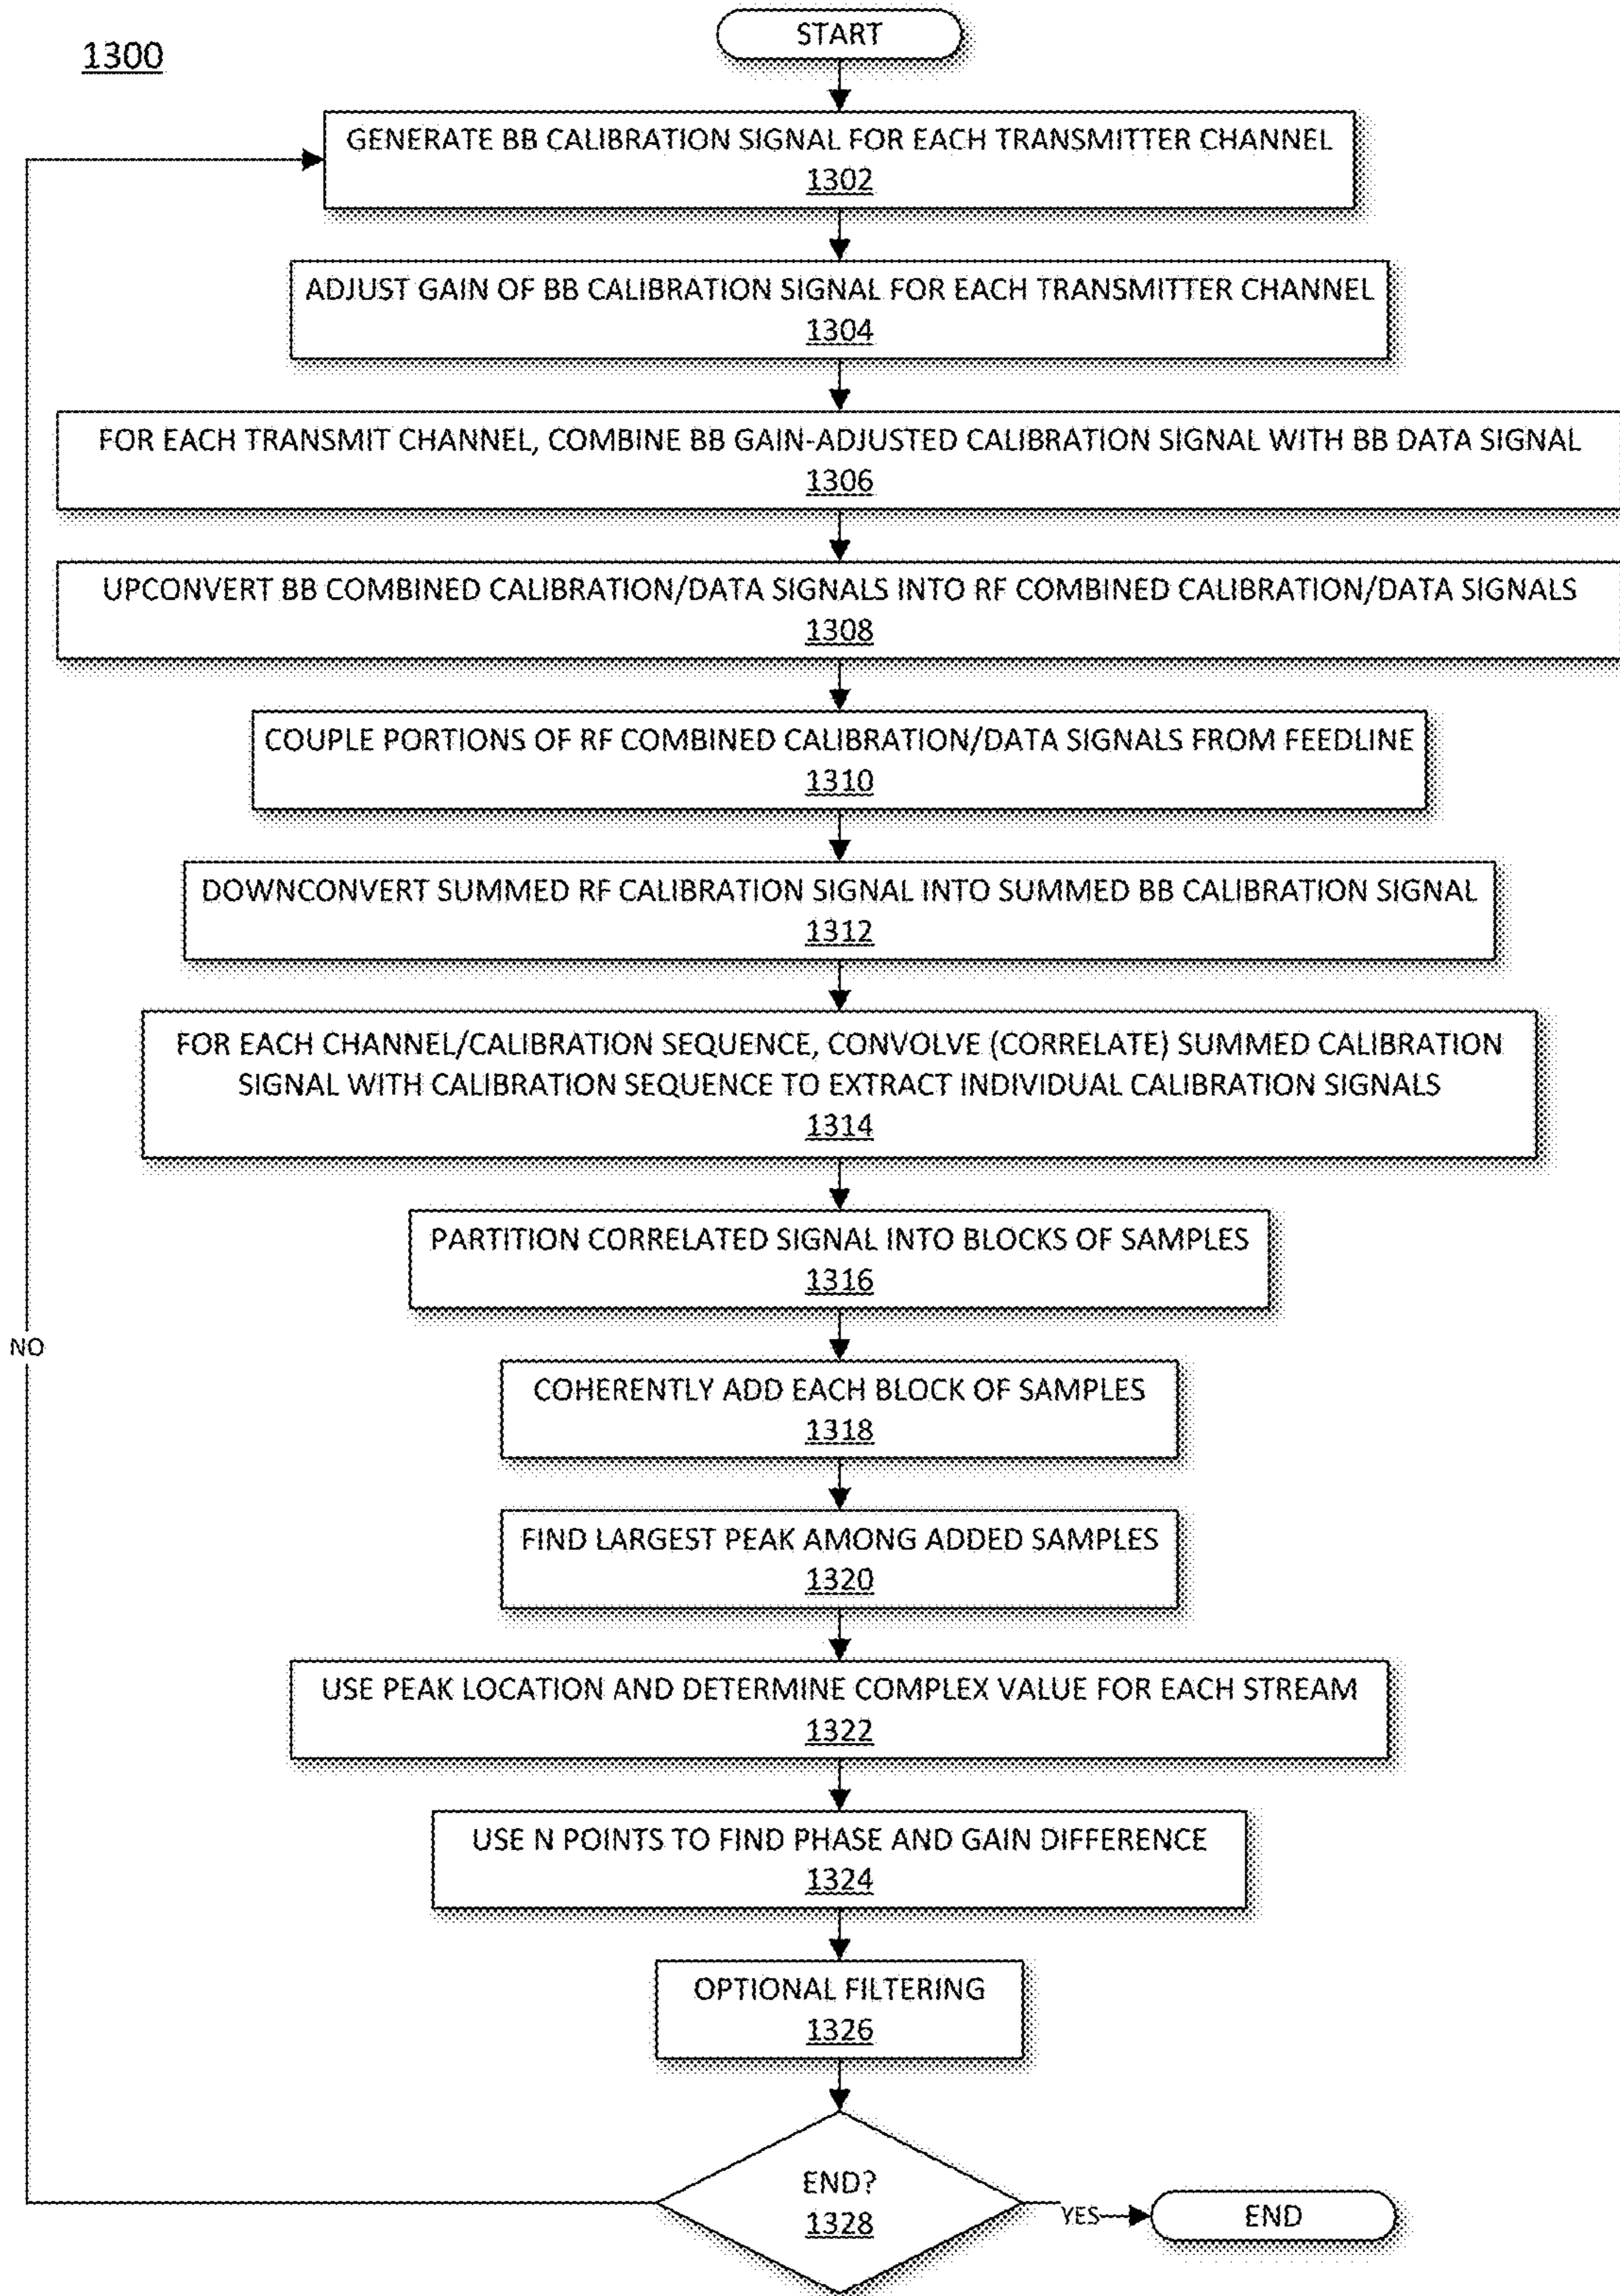 1300
START
GENERATE BB CALIBRATION SIGNAL FOR EACH TRANSMITTER CHANNEL
1302
ADJUST GAIN OF BB CALIBRATION SIGNAL FOR EACH TRANSMITTER CHANNEL
1304
FOR EACH TRANSMIT CHANNEL, COMBINE BB GAIN-ADJUSTED CALIBRATION SIGNAL WITH BB DATA SIGNAL
1306
UPCONVERT BB COMBINED CALIBRATION/DATA SIGNALS INTO RF COMBINED CALIBRATION/DATA SIGNALS
1308
COUPLE PORTIONS OF RF COMBINED CALIBRATION/DATA SIGNALS FROM FEEDLINE
1310
DOWNCONVERT SUMMED RF CALIBRATION SIGNAL INTO SUMMED BB CALIBRATION SIGNAL
1312
FOR EACH CHANNEL/CALIBRATION SEQUENCE, CONVOLVE (CORRELATE) SUMMED CALIBRATION
SIGNAL WITH CALIBRATION SEQUENCE TO EXTRACT INDIVIDUAL CALIBRATION SIGNALS
1314
PARTITION CORRELATED SIGNAL INTO BLOCKS OF SAMPLES
1316
NO
COHERENTLY ADD EACH BLOCK OF SAMPLES
1318
FIND LARGEST PEAK AMONG ADDED SAMPLES
1320
USE PEAK LOCATION AND DETERMINE COMPLEX VALUE FOR EACH STREAM
1322
USE N POINTS TO FIND PHASE AND GAIN DIFFERENCE
1324
OPTIONAL FILTERING
1326
END?
1328
YES
END